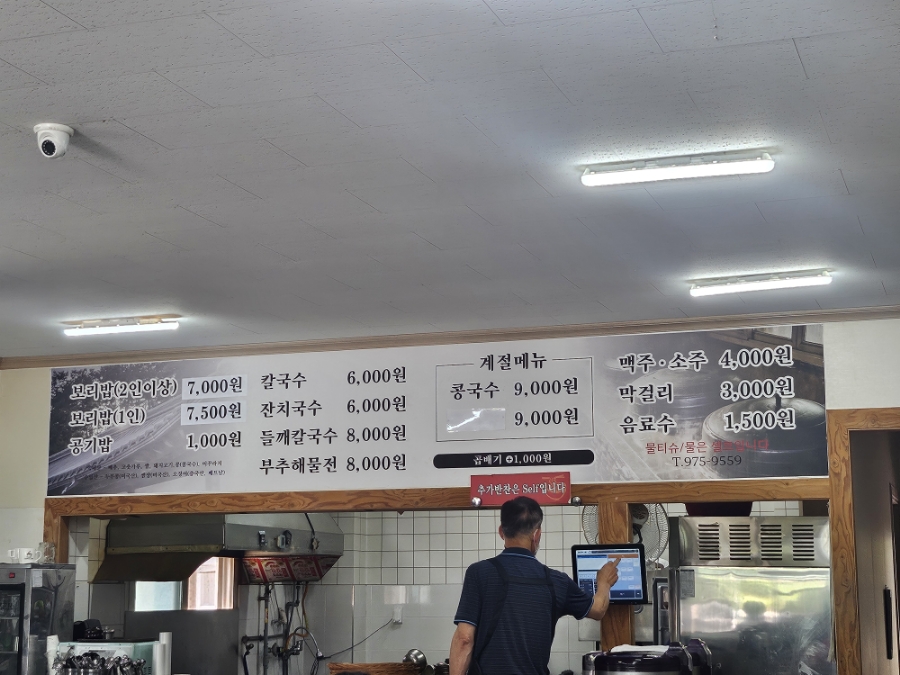 보리밥(2인이상) 7,000원
보리밥(1인) 7,500원
공기밥 1,000원
칼국수 6,000원
잔치국수 6,000원
들깨칼국수 8,000원
부추해물전 8,000원
계절메뉴
콩국수 9,000원
9,000원
곱배기 +1,000원
맥주·소주 4,000원
막걸리 3,000원
음료수 1,500원
물티슈/물은
T.975-9559
추가반찬은 Self입니다